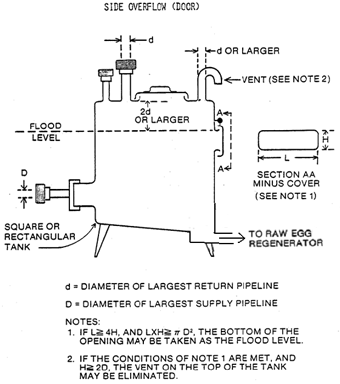 SIDE OVERFLOW (DOOR)
d
d OR LARGER
VENT (SEE NOTE 2)
2d
OR LARGER
A
FLOOD
LEVEL
H
A
L
D
SECTION AA
MINUS COVER
(SEE NOTE 1)
SQUARE OR
RECTANGULAR
TANK
TO RAW EGG
REGENERATOR
d = DIAMETER OF LARGEST RETURN PIPELINE
D = DIAMETER OF LARGEST SUPPLY PIPELINE
NOTES:
1. IF L≧4H, AND LXH≧π D², THE BOTTOM OF THE
OPENING MAY BE TAKEN AS THE FLOOD LEVEL.
2. IF THE CONDITIONS OF NOTE 1 ARE MET, AND
H≧2D, THE VENT ON THE TOP OF THE TANK
MAY BE ELIMINATED.